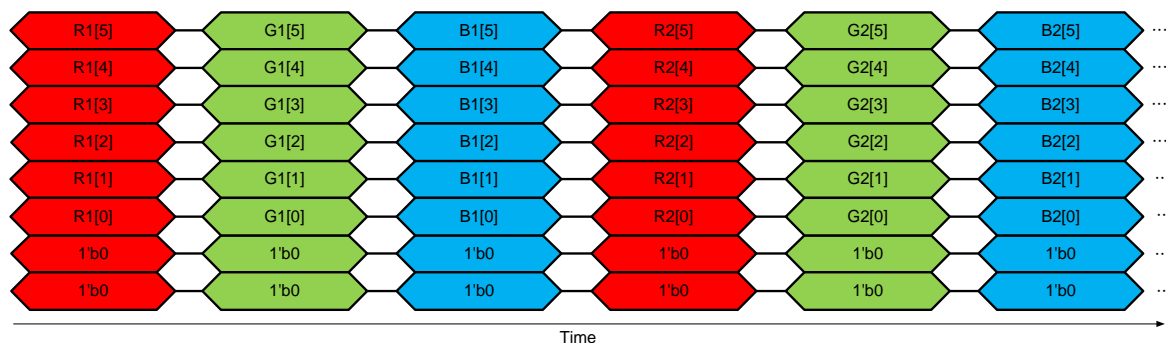 R1[5] G1[5] B1[5] R2[5] G2[5] B2[5] ...
R1[4] G1[4] B1[4] R2[4] G2[4] B2[4] ...
R1[3] G1[3] B1[3] R2[3] G2[3] B2[3] ...
R1[2] G1[2] B1[2] R2[2] G2[2] B2[2] ...
R1[1] G1[1] B1[1] R2[1] G2[1] B2[1] ..
R1[0] G1[0] B1[0] R2[0] G2[0] B2[0] ..
1'b0 1'b0 1'b0 1'b0 1'b0 1'b0 ..
1'b0 1'b0 1'b0 1'b0 1'b0 1'b0 ..
Time